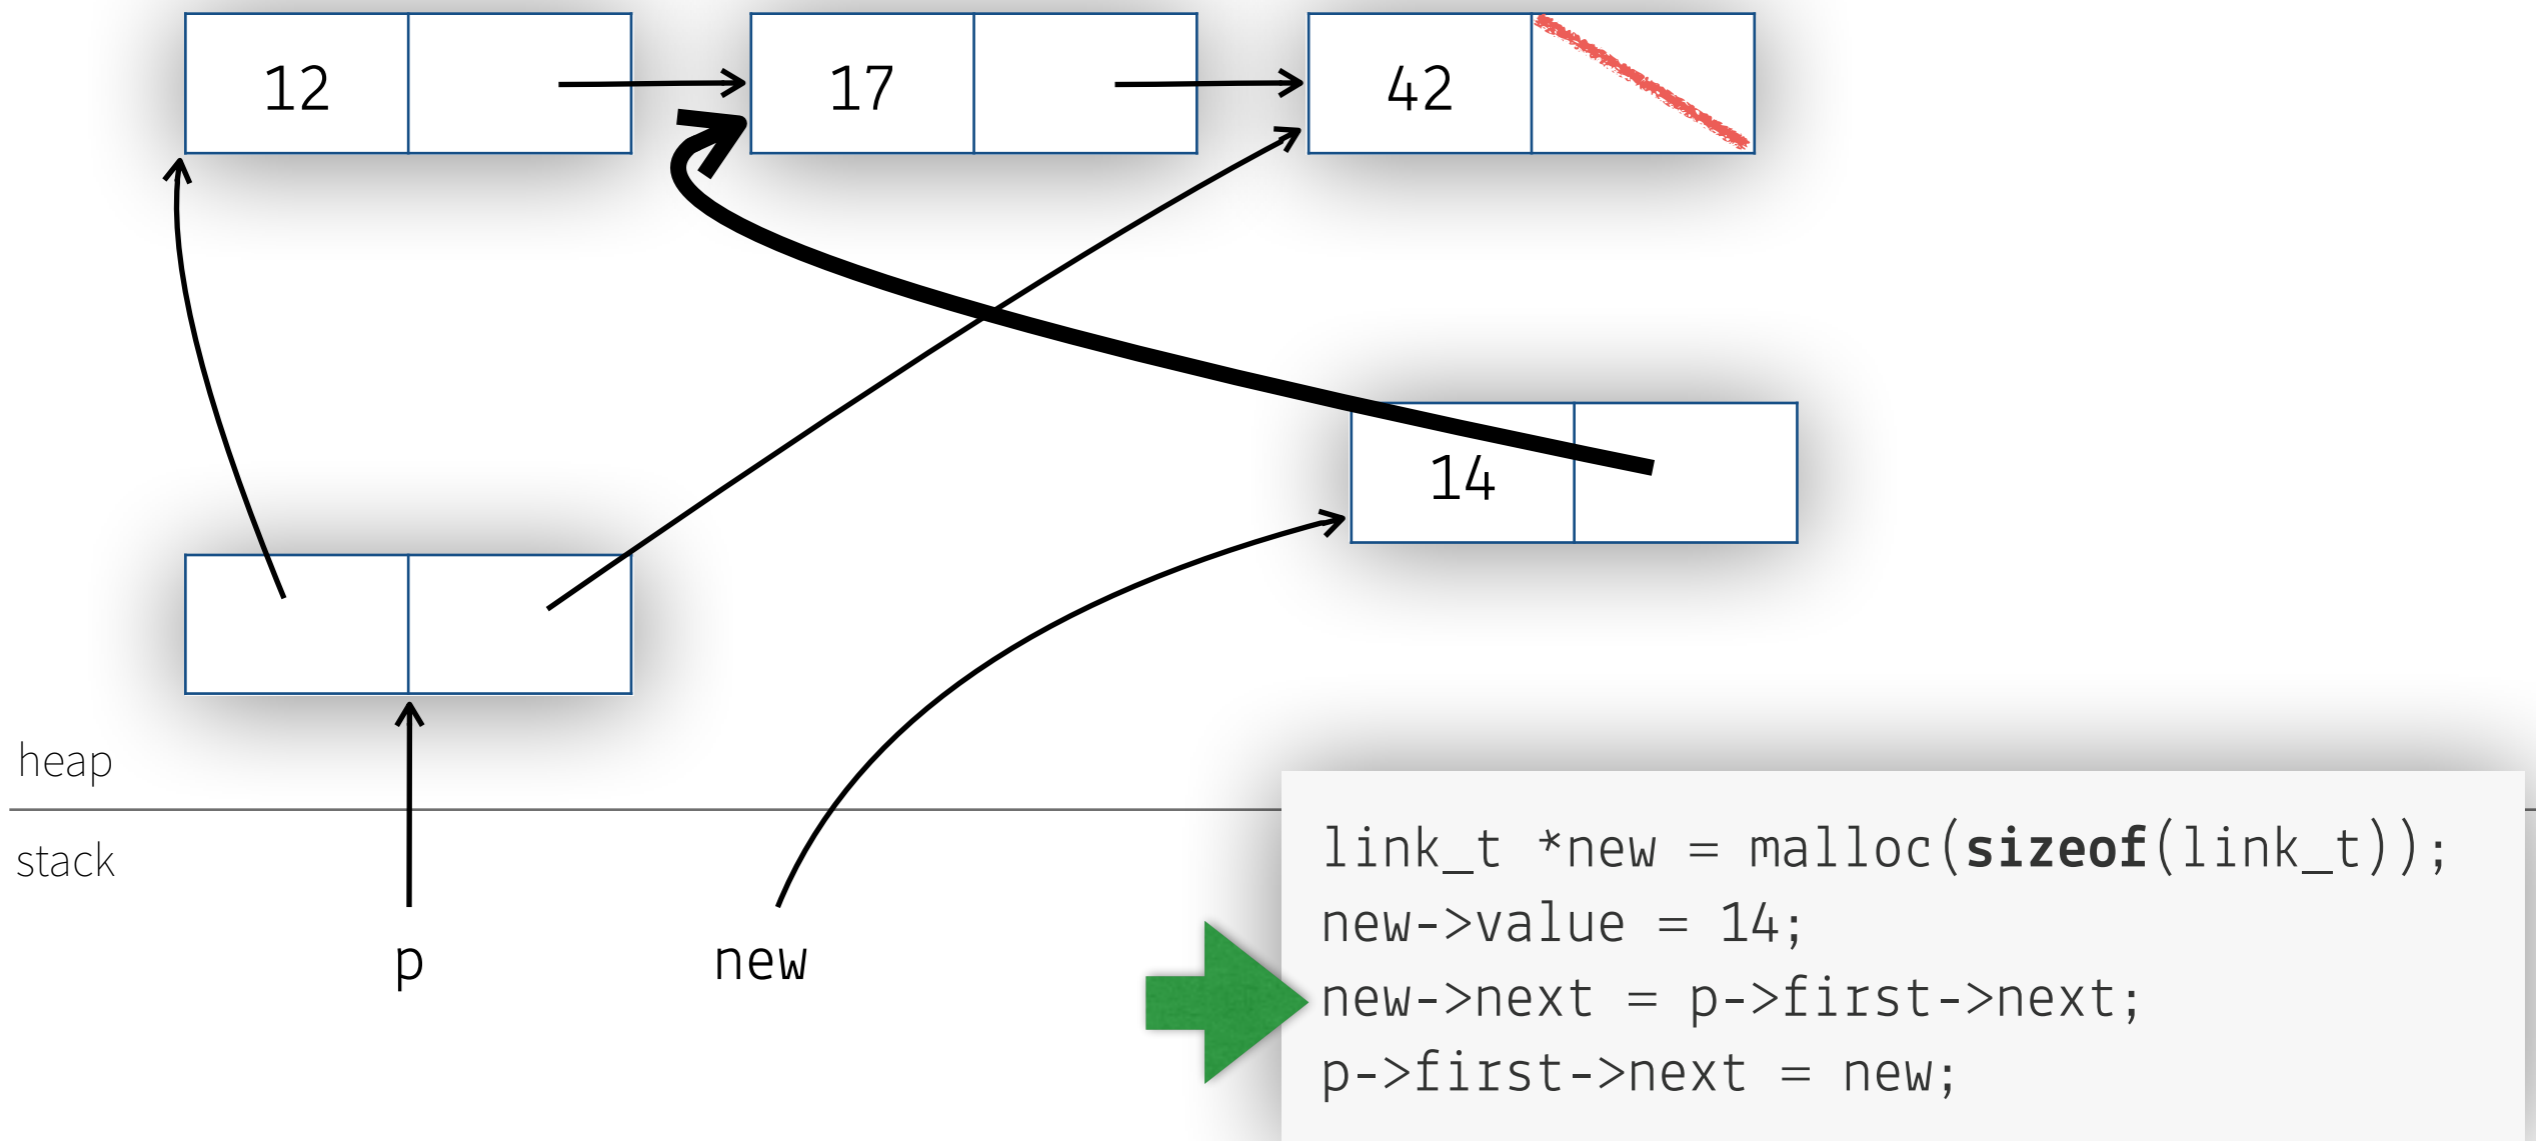 12 17 42
14
heap
stack
p new
link_t *new = malloc(sizeof(link_t));
new->value = 14;
new->next = p->first->next;
p->first->next = new;